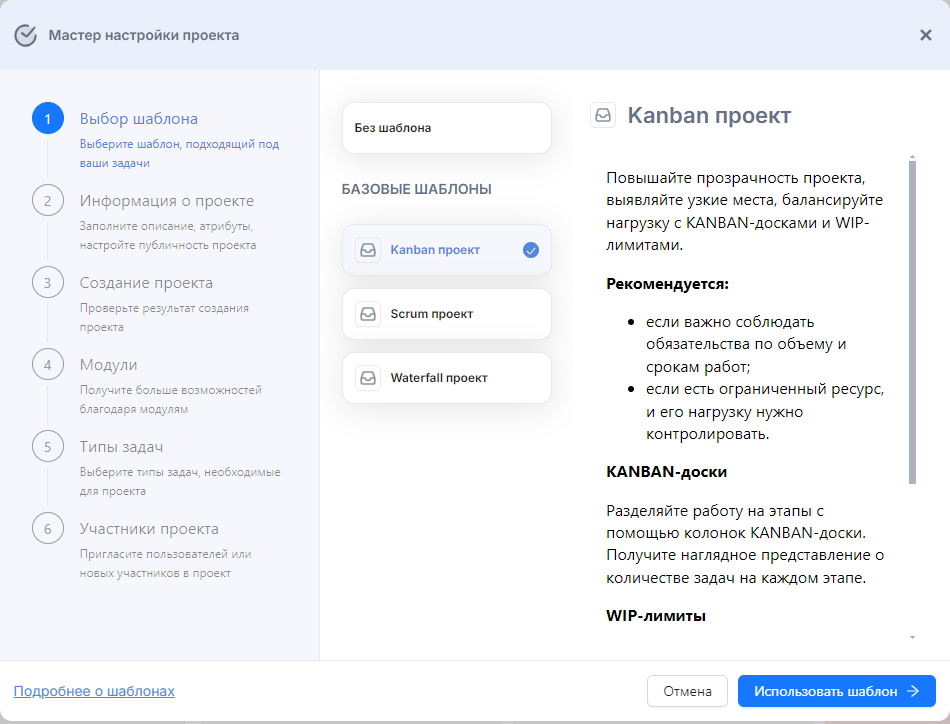 Мастер настройки проекта
1
Выбор шаблона
Выберите шаблон, подходящий под
ваши задачи
2
Информация о проекте
Заполните описание, атрибуты,
настройте публичность проекта
3
Создание проекта
Проверьте результат создания
проекта
4
Модули
Получите больше возможностей
благодаря модулям
5
Типы задач
Выберите типы задач, необходимые
для проекта
6
Участники проекта
Пригласите пользователей или
новых участников в проект
Без шаблона
БАЗОВЫЕ ШАБЛОНЫ
Kanban проект
Scrum проект
Waterfall проект
Kanban проект
Повышайте прозрачность проекта,
выявляйте узкие места, балансируйте
нагрузку с KANBAN-досками и WIP-
лимитами.
Рекомендуется:
• если важно соблюдать
обязательства по объему и
срокам работ;
• если есть ограниченный ресурс,
и его нагрузку нужно
контролировать.
KANBAN-доски
Разделяйте работу на этапы с
помощью колонок KANBAN-доски.
Получите наглядное представление о
количестве задач на каждом этапе.
WIP-лимиты
Подробнее о шаблонах
Отмена
Использовать шаблон →